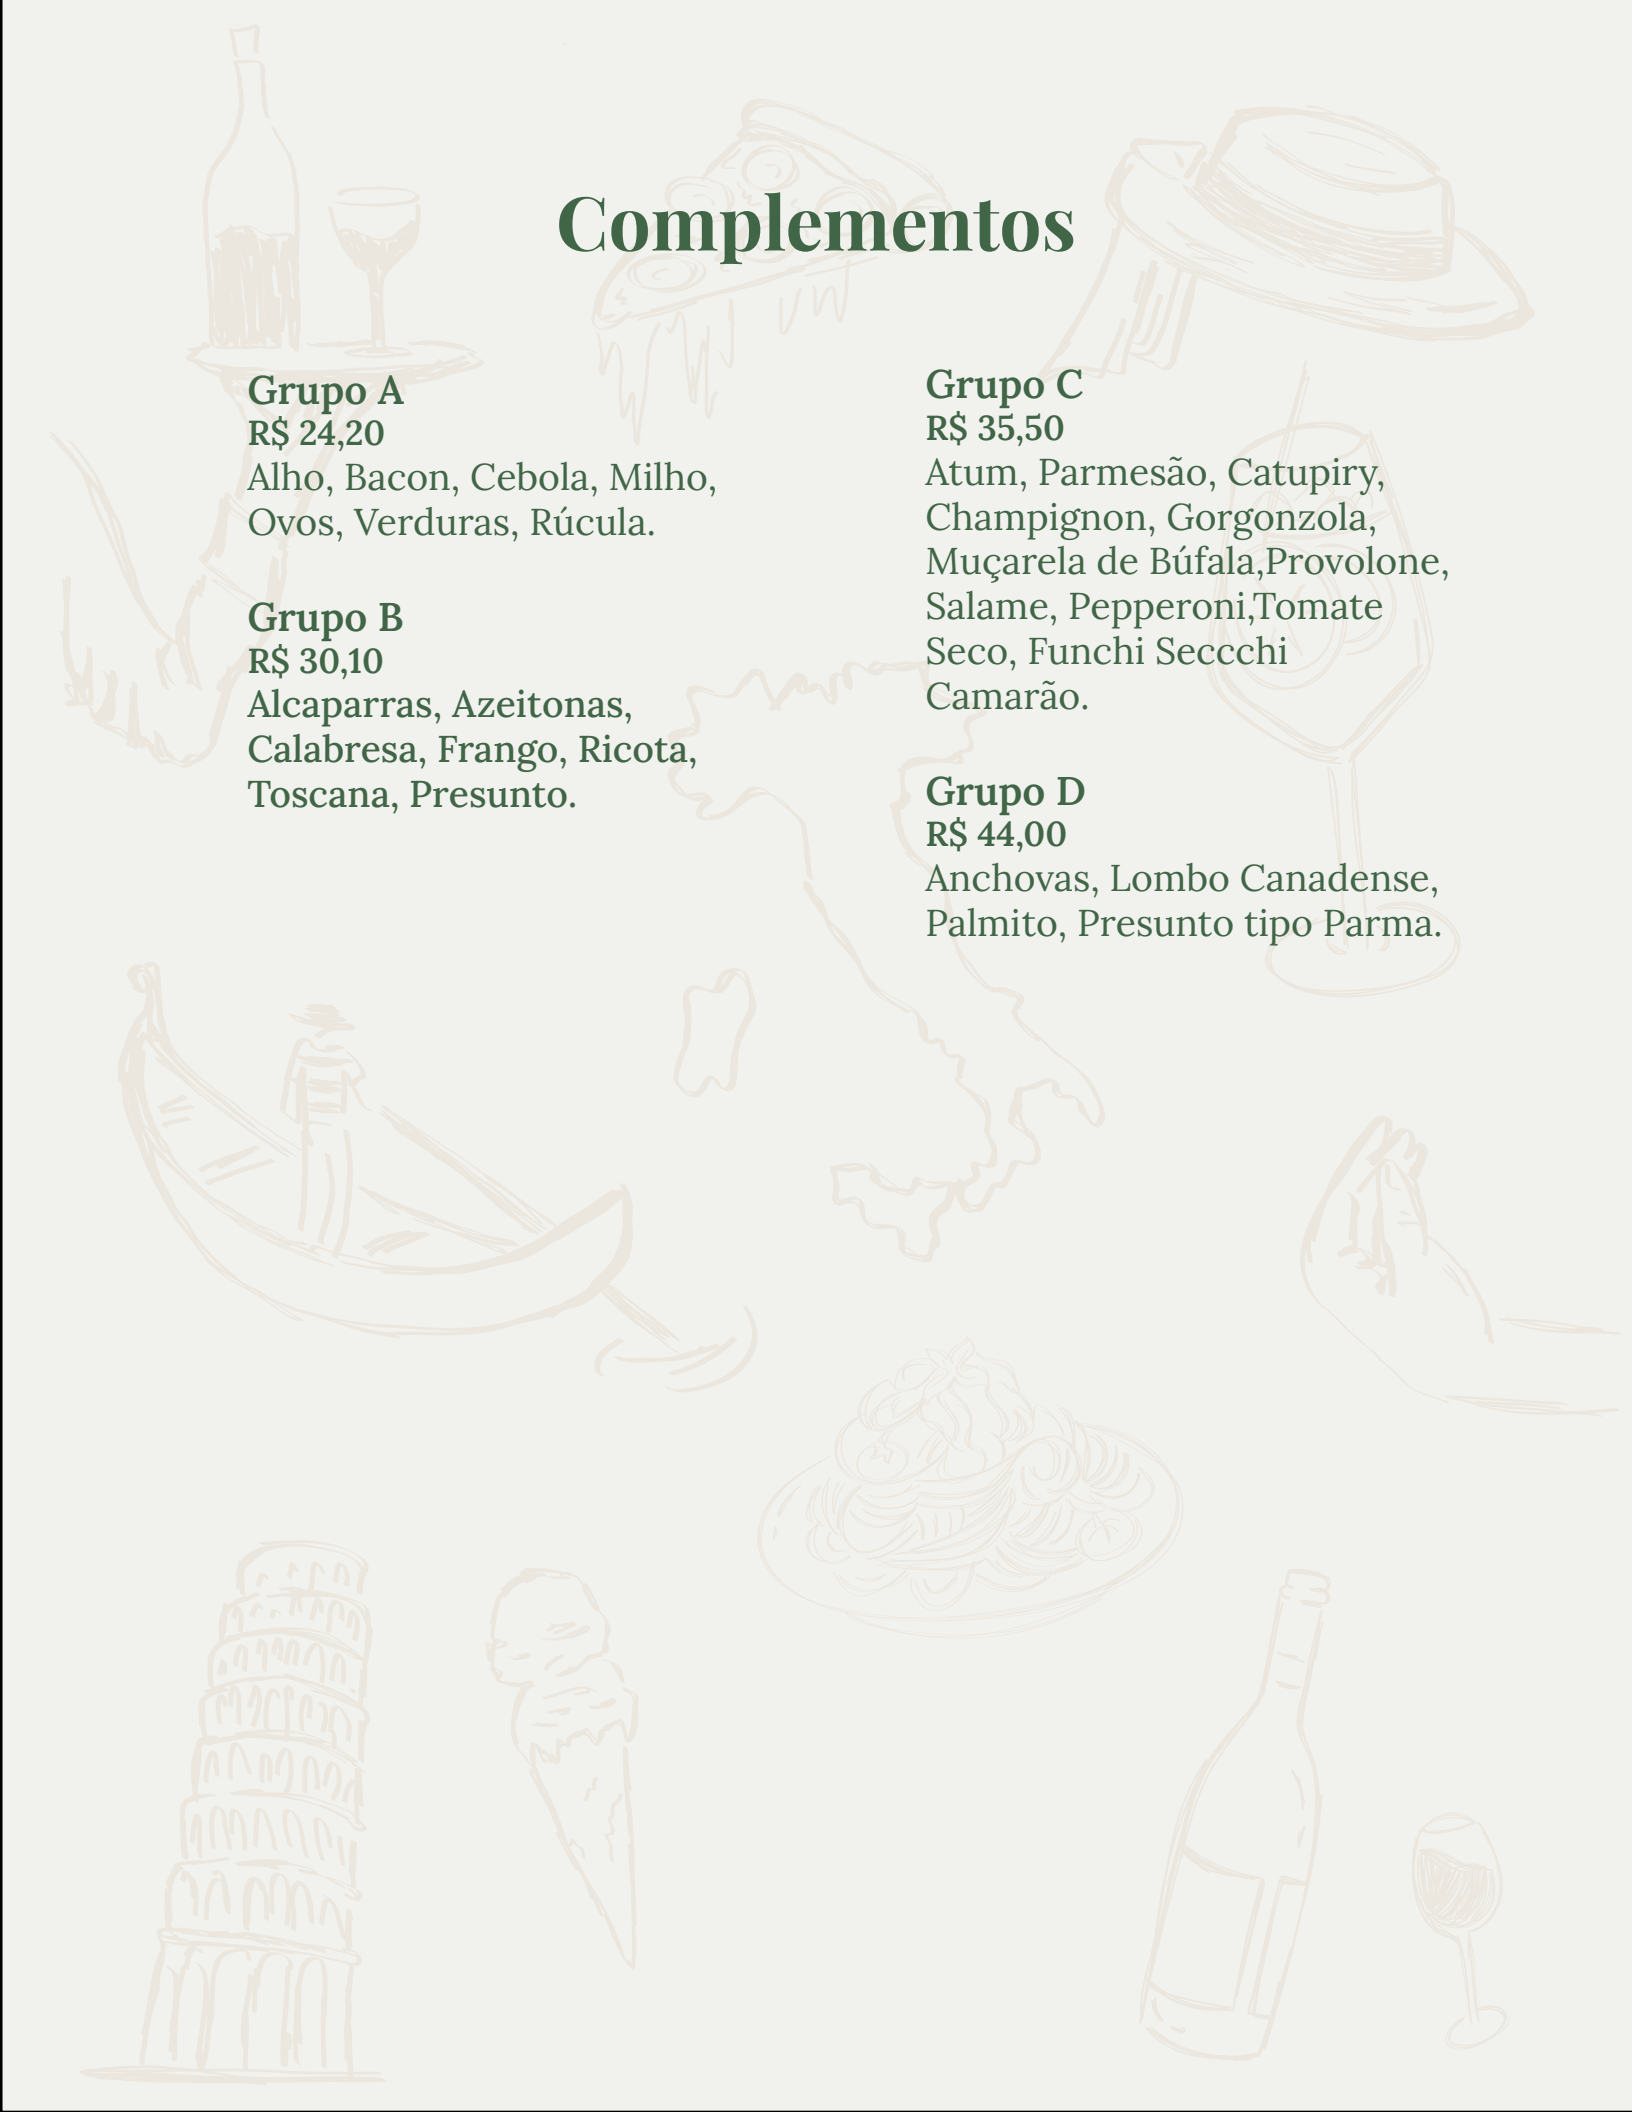 Complementos
Grupo A
R$ 24,20
Alho, Bacon, Cebola, Milho,
Ovos, Verduras, Rúcula.
Grupo B
R$ 30,10
Alcaparras, Azeitonas,
Calabresa, Frango, Ricota,
Toscana, Presunto.
Grupo C
R$ 35,50
Atum, Parmesão, Catupiry,
Champignon, Gorgonzola,
Muçarela de Búfala,Provolone,
Salame, Pepperoni,Tomate
Seco, Funchi Seccchi
Camarão.
Grupo D
R$ 44,00
Anchovas, Lombo Canadense,
Palmito, Presunto tipo Parma.